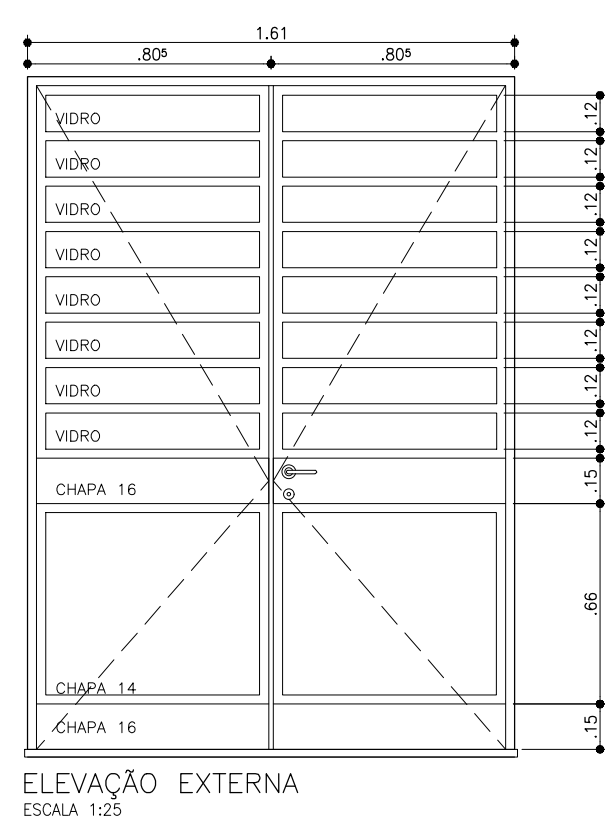 1.61
.80⁵ .80⁵
VIDRO .12
VIDRO .12
VIDRO .12
VIDRO .12
VIDRO .12
VIDRO .12
VIDRO .12
VIDRO .12
CHAPA 16 .15
.66
CHAPA 14
CHAPA 16 .15
ELEVAÇÃO EXTERNA
ESCALA 1:25